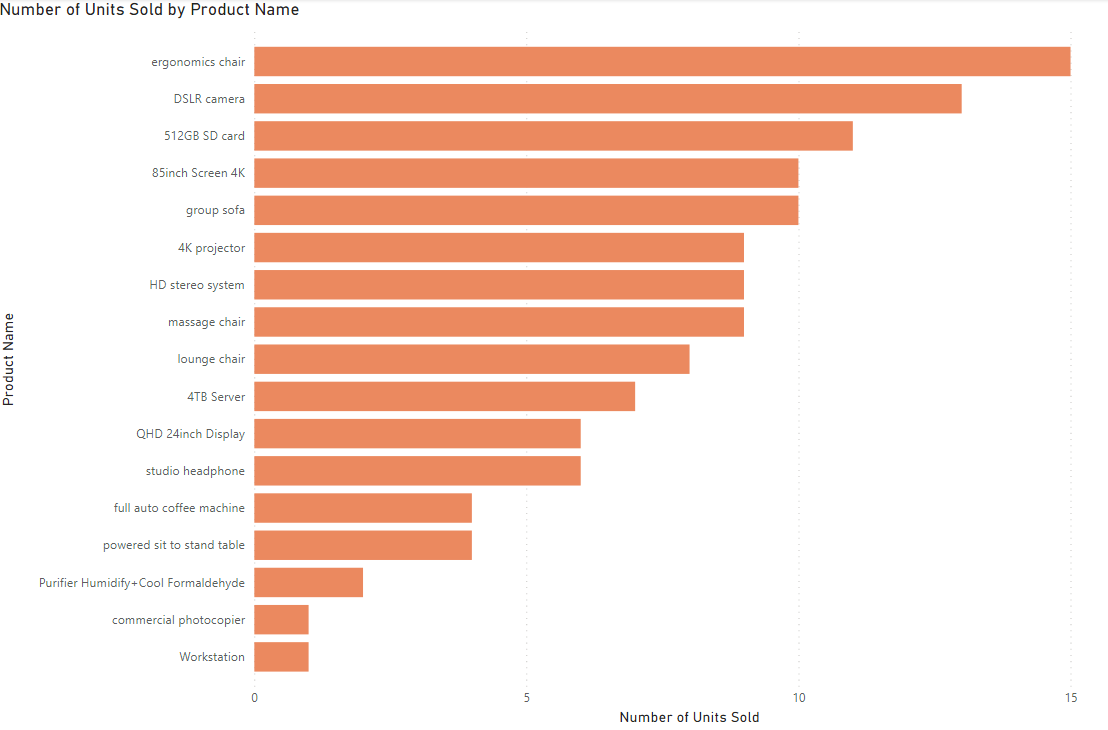 Number of Units Sold by Product Name
Product Name
ergonomics chair
DSLR camera
512GB SD card
85inch Screen 4K
group sofa
4K projector
HD stereo system
massage chair
lounge chair
4TB Server
QHD 24inch Display
studio headphone
full auto coffee machine
powered sit to stand table
Purifier Humidify+Cool Formaldehyde
commercial photocopier
Workstation
0 5 10 15
Number of Units Sold